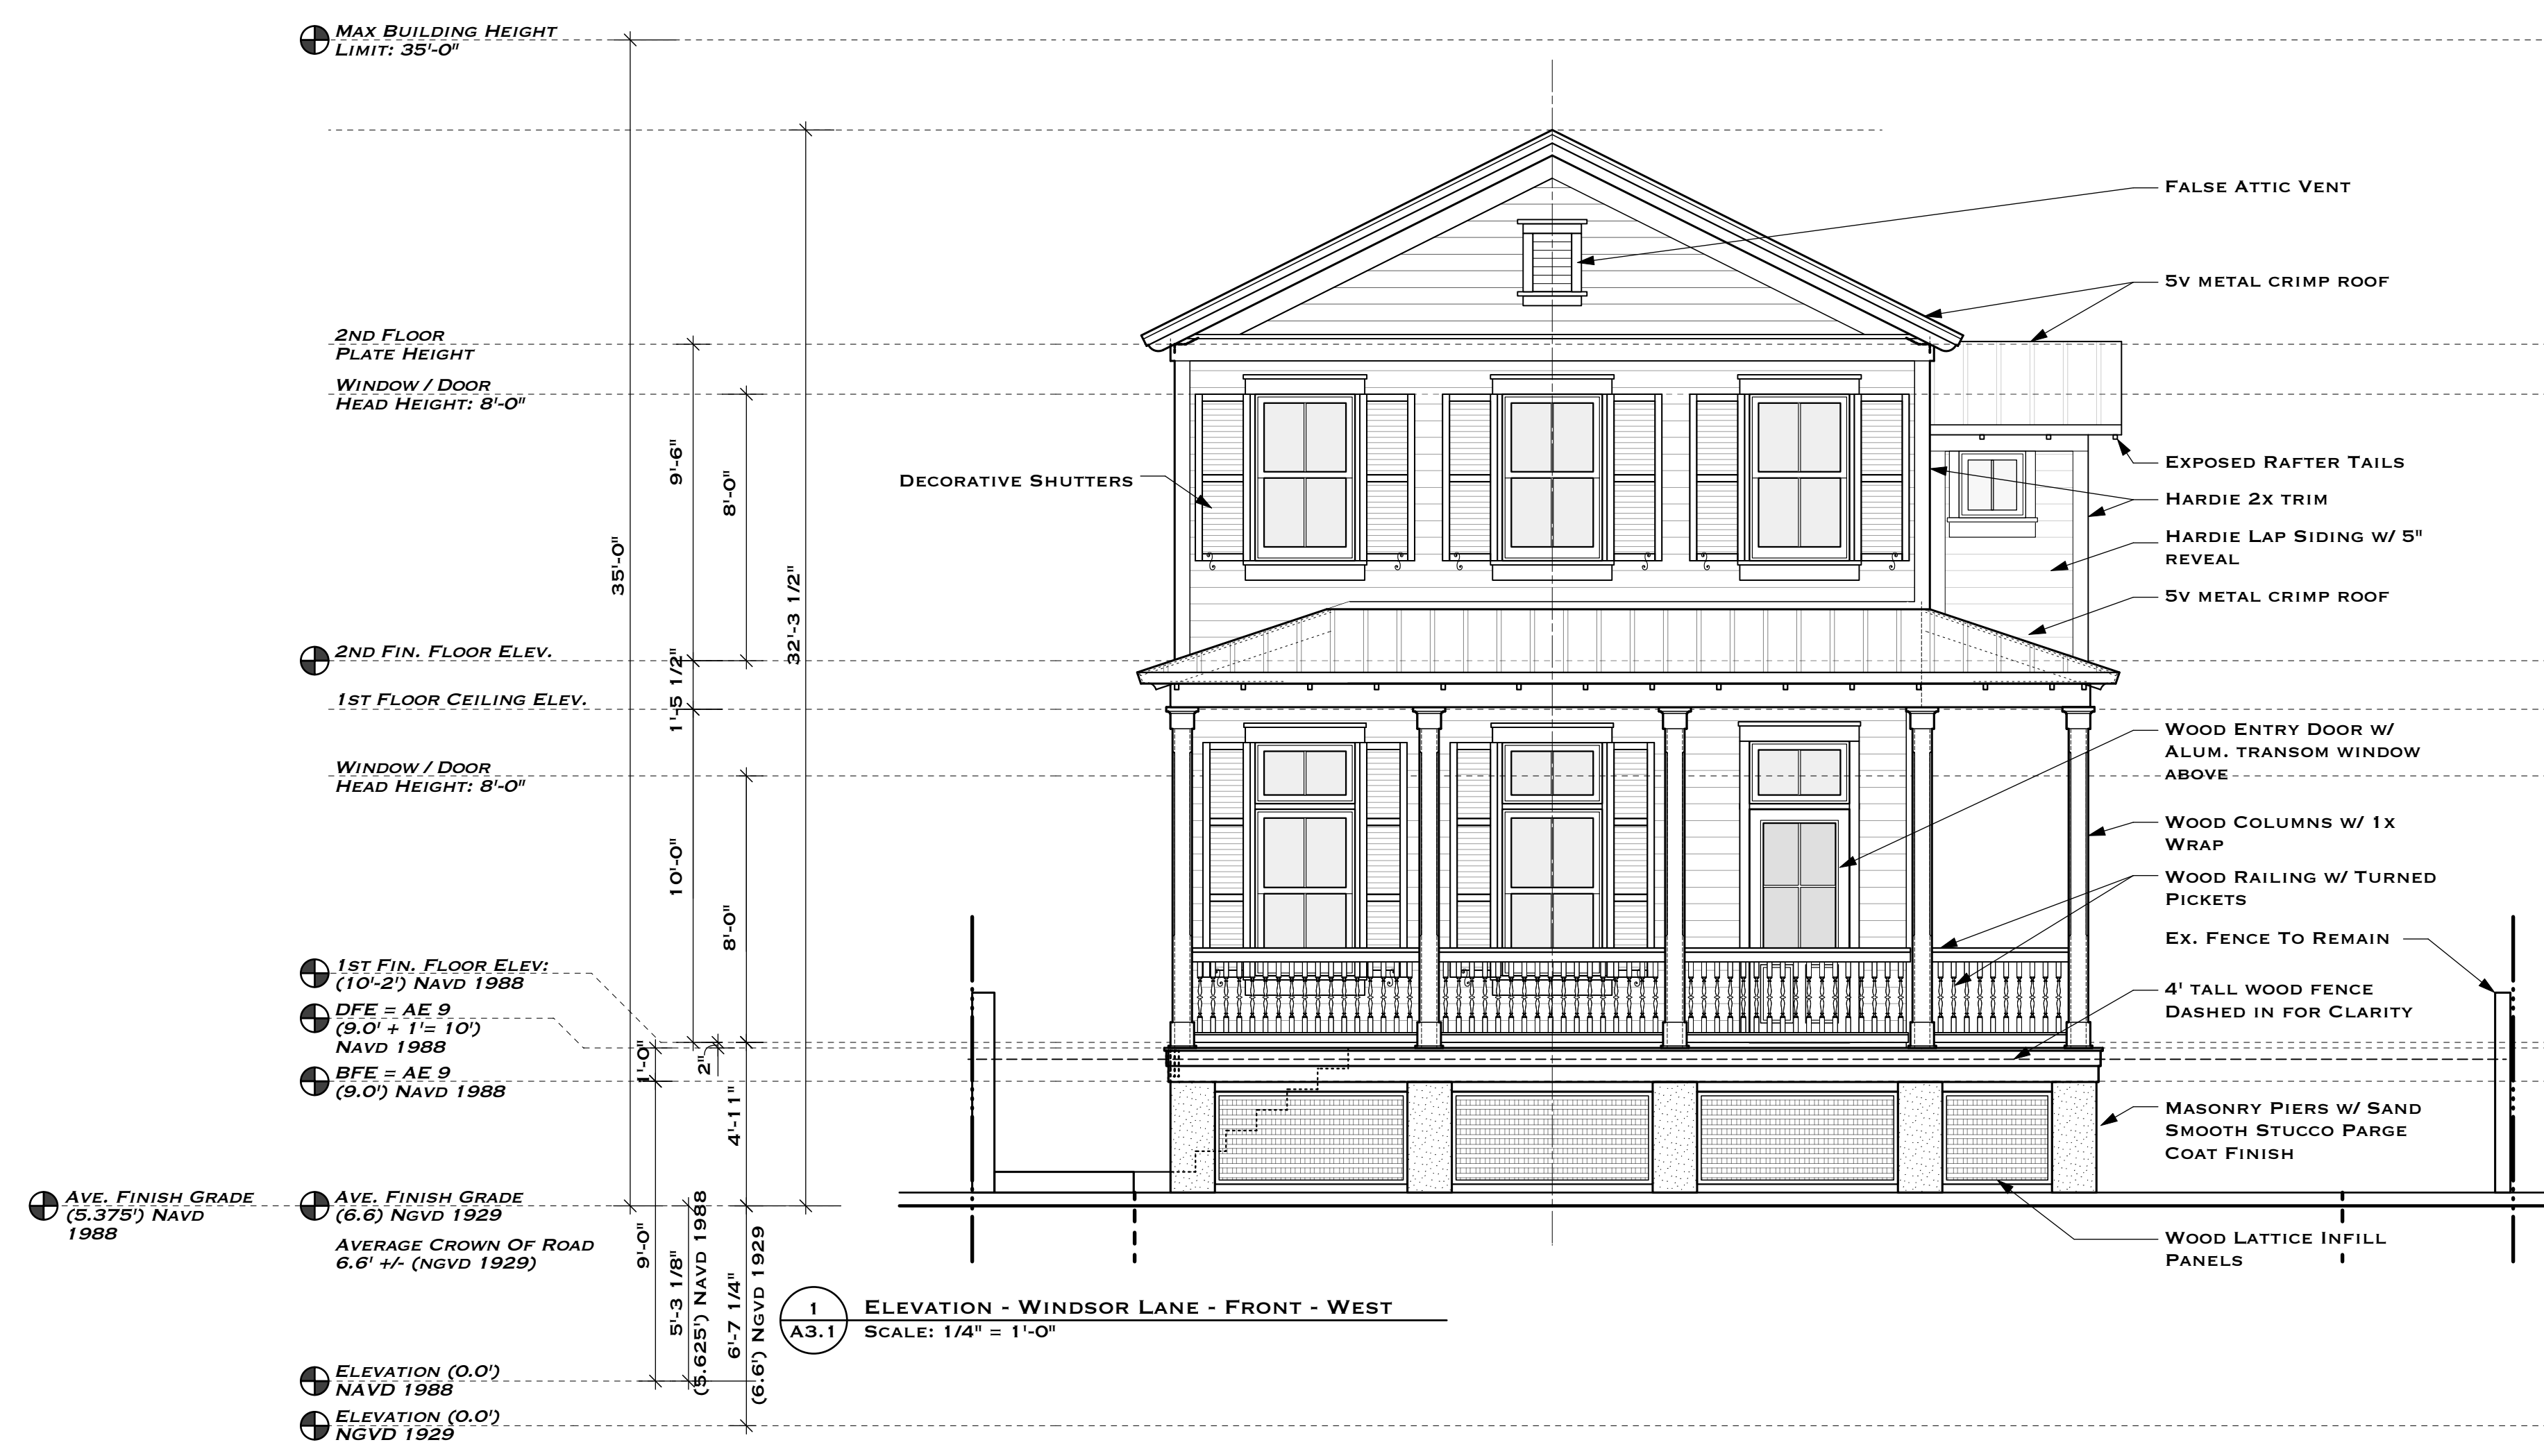 Max Building Height
Limit: 35'-0"
2nd Floor
Plate Height
Window / Door
Head Height: 8'-0"
2nd Fin. Floor Elev.
1st Floor Ceiling Elev.
Window / Door
Head Height: 8'-0"
1st Fin. Floor Elev:
(10'-2') Navd 1988
DFE = AE 9
(9.0' + 1'= 10')
Navd 1988
BFE = AE 9
(9.0') Navd 1988
Ave. Finish Grade
(5.375') Navd
1988
Ave. Finish Grade
(6.6) Ngvd 1929
Average Crown Of Road
6.6' +/- (ngvd 1929)
Elevation (0.0')
NAVD 1988
Elevation (0.0')
NGVD 1929
35'-0"
9'-6"
8'-0"
32'-3 1/2"
1'-5 1/2"
10'-0"
8'-0"
1'-0"
2"
4'-11"
9'-0"
5'-3 1/8"
(5.625') Navd 1988
6'-7 1/4"
(6.6') Ngvd 1929
Decorative Shutters
False Attic Vent
5v metal crimp roof
Exposed Rafter Tails
Hardie 2x trim
Hardie Lap Siding w/ 5"
reveal
5v metal crimp roof
Wood Entry Door w/
Alum. transom window
above
Wood Columns w/ 1x
Wrap
Wood Railing w/ Turned
Pickets
Ex. Fence To Remain
4' tall wood fence
Dashed in for Clarity
Masonry Piers w/ Sand
Smooth Stucco Parge
Coat Finish
Wood Lattice Infill
Panels
1
A3.1
Elevation - Windsor Lane - Front - West
Scale: 1/4" = 1'-0"